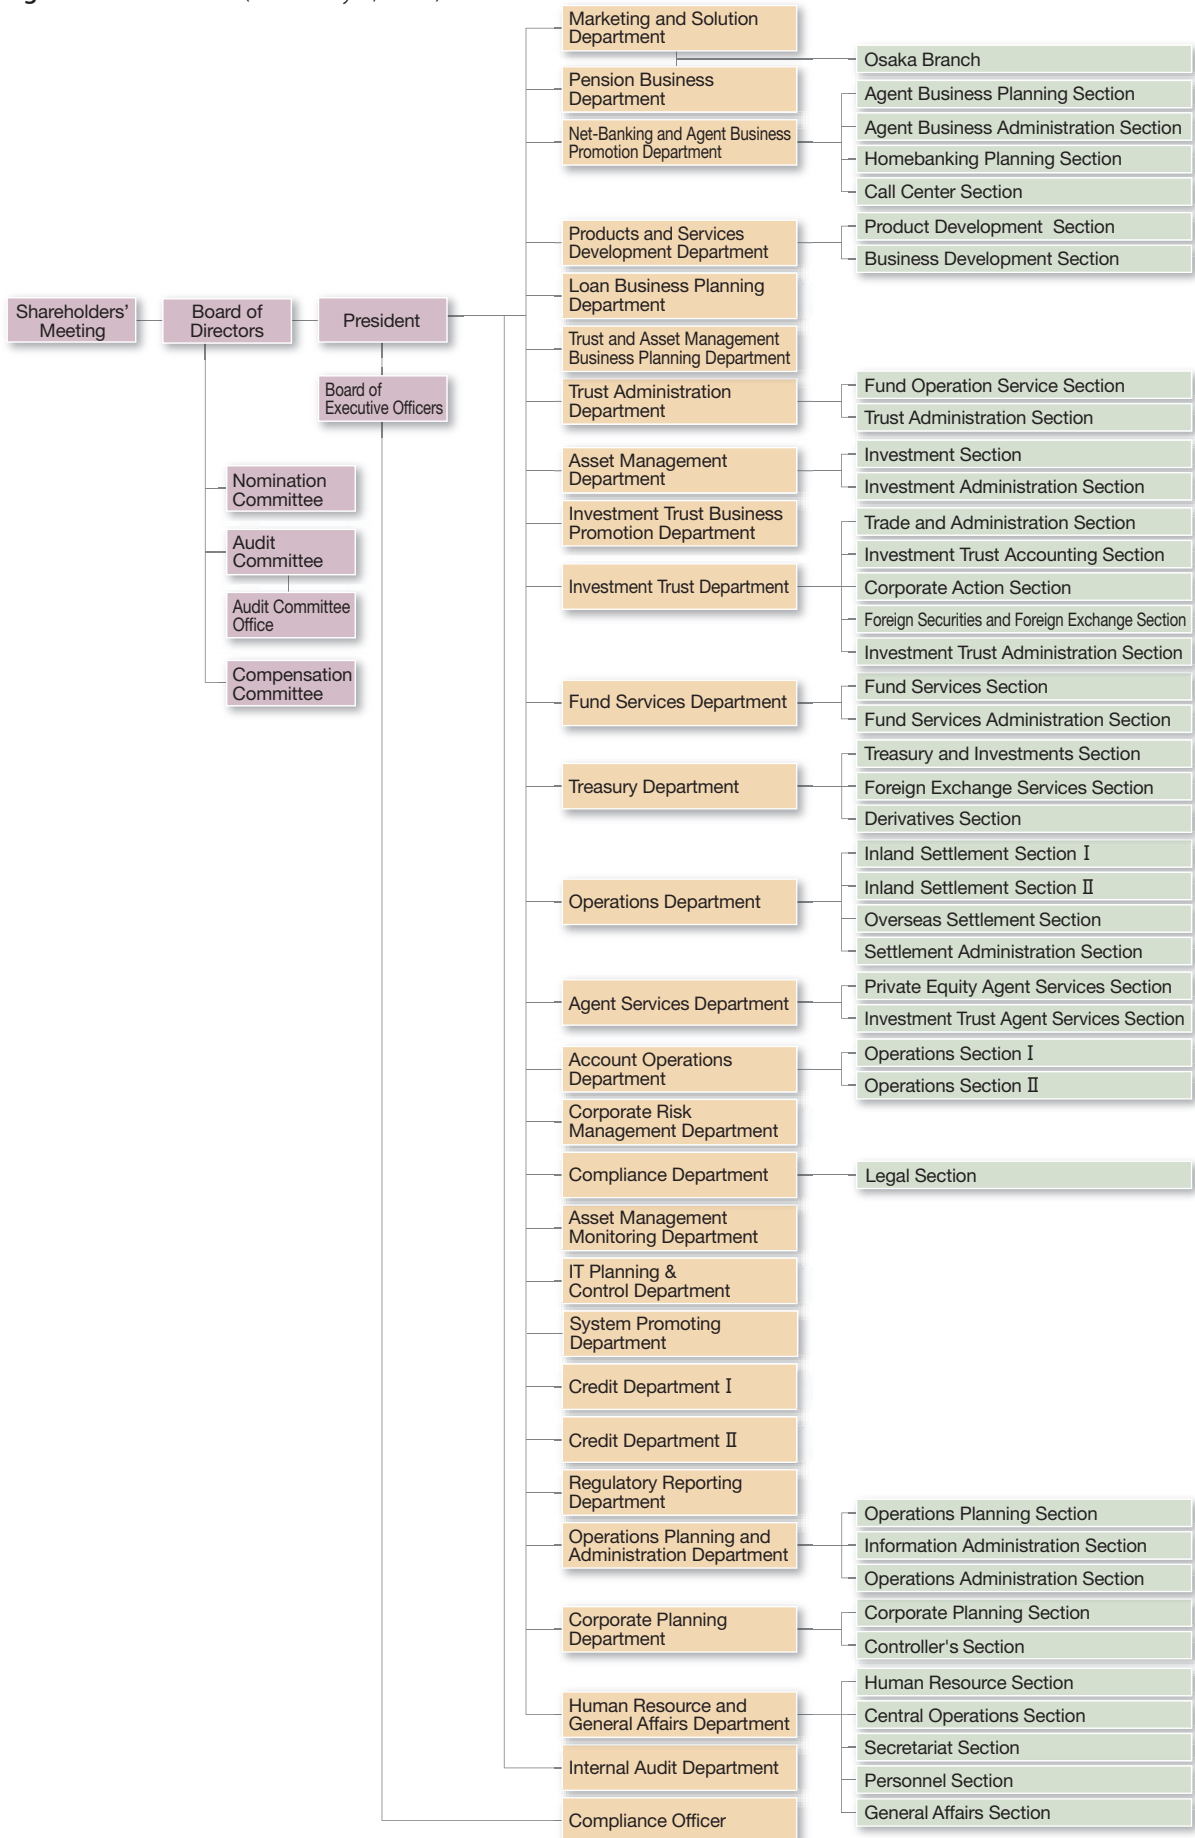 Marketing and Solution
Department
Osaka Branch
Pension Business
Department
Agent Business Planning Section
Net-Banking and Agent Business
Promotion Department
Agent Business Administration Section
Homebanking Planning Section
Call Center Section
Products and Services
Development Department
Product Development Section
Business Development Section
Loan Business Planning
Department
Shareholders'
Meeting
Board of
Directors
President
Trust and Asset Management
Business Planning Department
Board of
Executive Officers
Trust Administration
Department
Fund Operation Service Section
Trust Administration Section
Nomination
Committee
Audit
Committee
Audit Committee
Office
Compensation
Committee
Asset Management
Department
Investment Section
Investment Administration Section
Investment Trust Business
Promotion Department
Investment Trust Department
Trade and Administration Section
Investment Trust Accounting Section
Corporate Action Section
Foreign Securities and Foreign Exchange Section
Investment Trust Administration Section
Fund Services Department
Fund Services Section
Fund Services Administration Section
Treasury Department
Treasury and Investments Section
Foreign Exchange Services Section
Derivatives Section
Operations Department
Inland Settlement Section Ⅰ
Inland Settlement Section Ⅱ
Overseas Settlement Section
Settlement Administration Section
Agent Services Department
Private Equity Agent Services Section
Investment Trust Agent Services Section
Account Operations
Department
Operations Section Ⅰ
Operations Section Ⅱ
Corporate Risk
Management Department
Compliance Department
Legal Section
Asset Management
Monitoring Department
IT Planning &
Control Department
System Promoting
Department
Credit Department Ⅰ
Credit Department Ⅱ
Regulatory Reporting
Department
Operations Planning and
Administration Department
Operations Planning Section
Information Administration Section
Operations Administration Section
Corporate Planning
Department
Corporate Planning Section
Controller's Section
Human Resource and
General Affairs Department
Human Resource Section
Central Operations Section
Secretariat Section
Personnel Section
General Affairs Section
Internal Audit Department
Compliance Officer